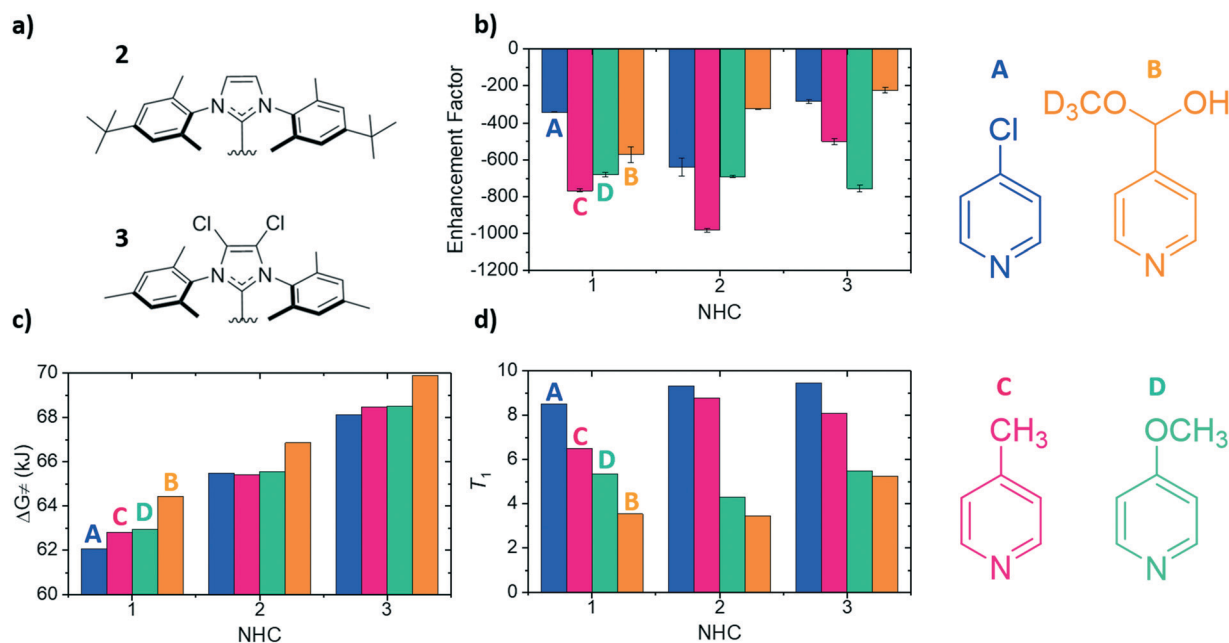 a)
2
N
N
3
Cl
Cl
N
N
b)
0
-200
-400
-600
-800
-1000
-1200
Enhancement Factor
A
C
D
B
1
2
3
NHC
A
Cl
N
B
D3C
O
OH
N
c)
70
68
66
64
62
60
ΔG≠ (kJ)
A
C
D
B
1
2
3
NHC
d)
10
8
6
4
2
0
T1
A
C
D
B
1
2
3
NHC
C
CH3
N
D
OCH3
N